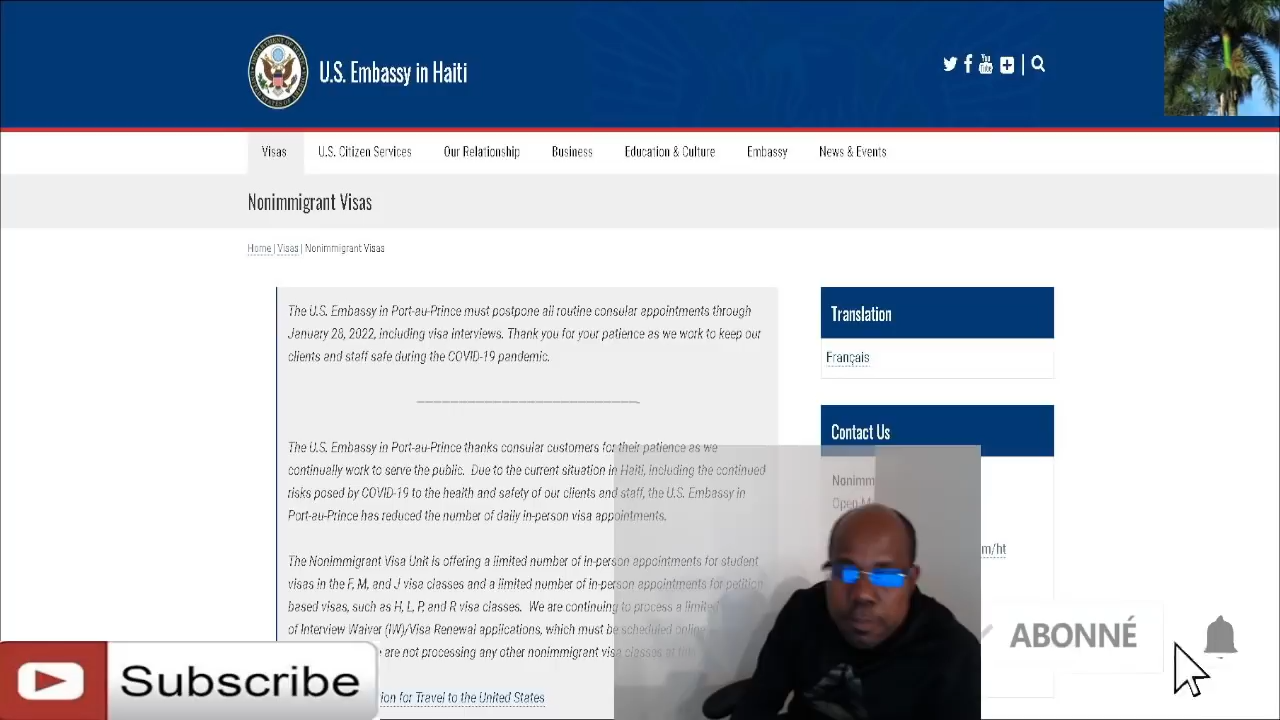 U.S. Embassy in Haiti
You
Tube
Visas U.S. Citizen Services Our Relationship Business Education & Culture Embassy News & Events
Nonimmigrant Visas
Home | Visas | Nonimmigrant Visas
The U.S. Embassy in Port-au-Prince must postpone all routine consular appointments through
January 28, 2022, including visa interviews. Thank you for your patience as we work to keep our
clients and staff safe during the COVID-19 pandemic.
The U.S. Embassy in Port-au-Prince thanks consular customers for their patience as we
continually work to serve the public. Due to the current situation in Haiti, including the continued
risks posed by COVID-19 to the health and safety of our clients and staff, the U.S. Embassy in
Port-au-Prince has reduced the number of daily in-person visa appointments.
The Nonimmigrant Visa Unit is offering a limited number of in-person appointments for student
visas in the F, M, and J visa classes and a limited number of in-person appointments for petition
based visas, such as H, L, P, and R visa classes. We are continuing to process a limited
of Interview Waiver (IW)/Visa Renewal applications, which must be scheduled online
are not processing any other nonimmigrant visa classes at this
ion for Travel to the United States
Translation
Français
Contact Us
Nonimm
Open M
m/ht
ABONNÉ
Subscribe